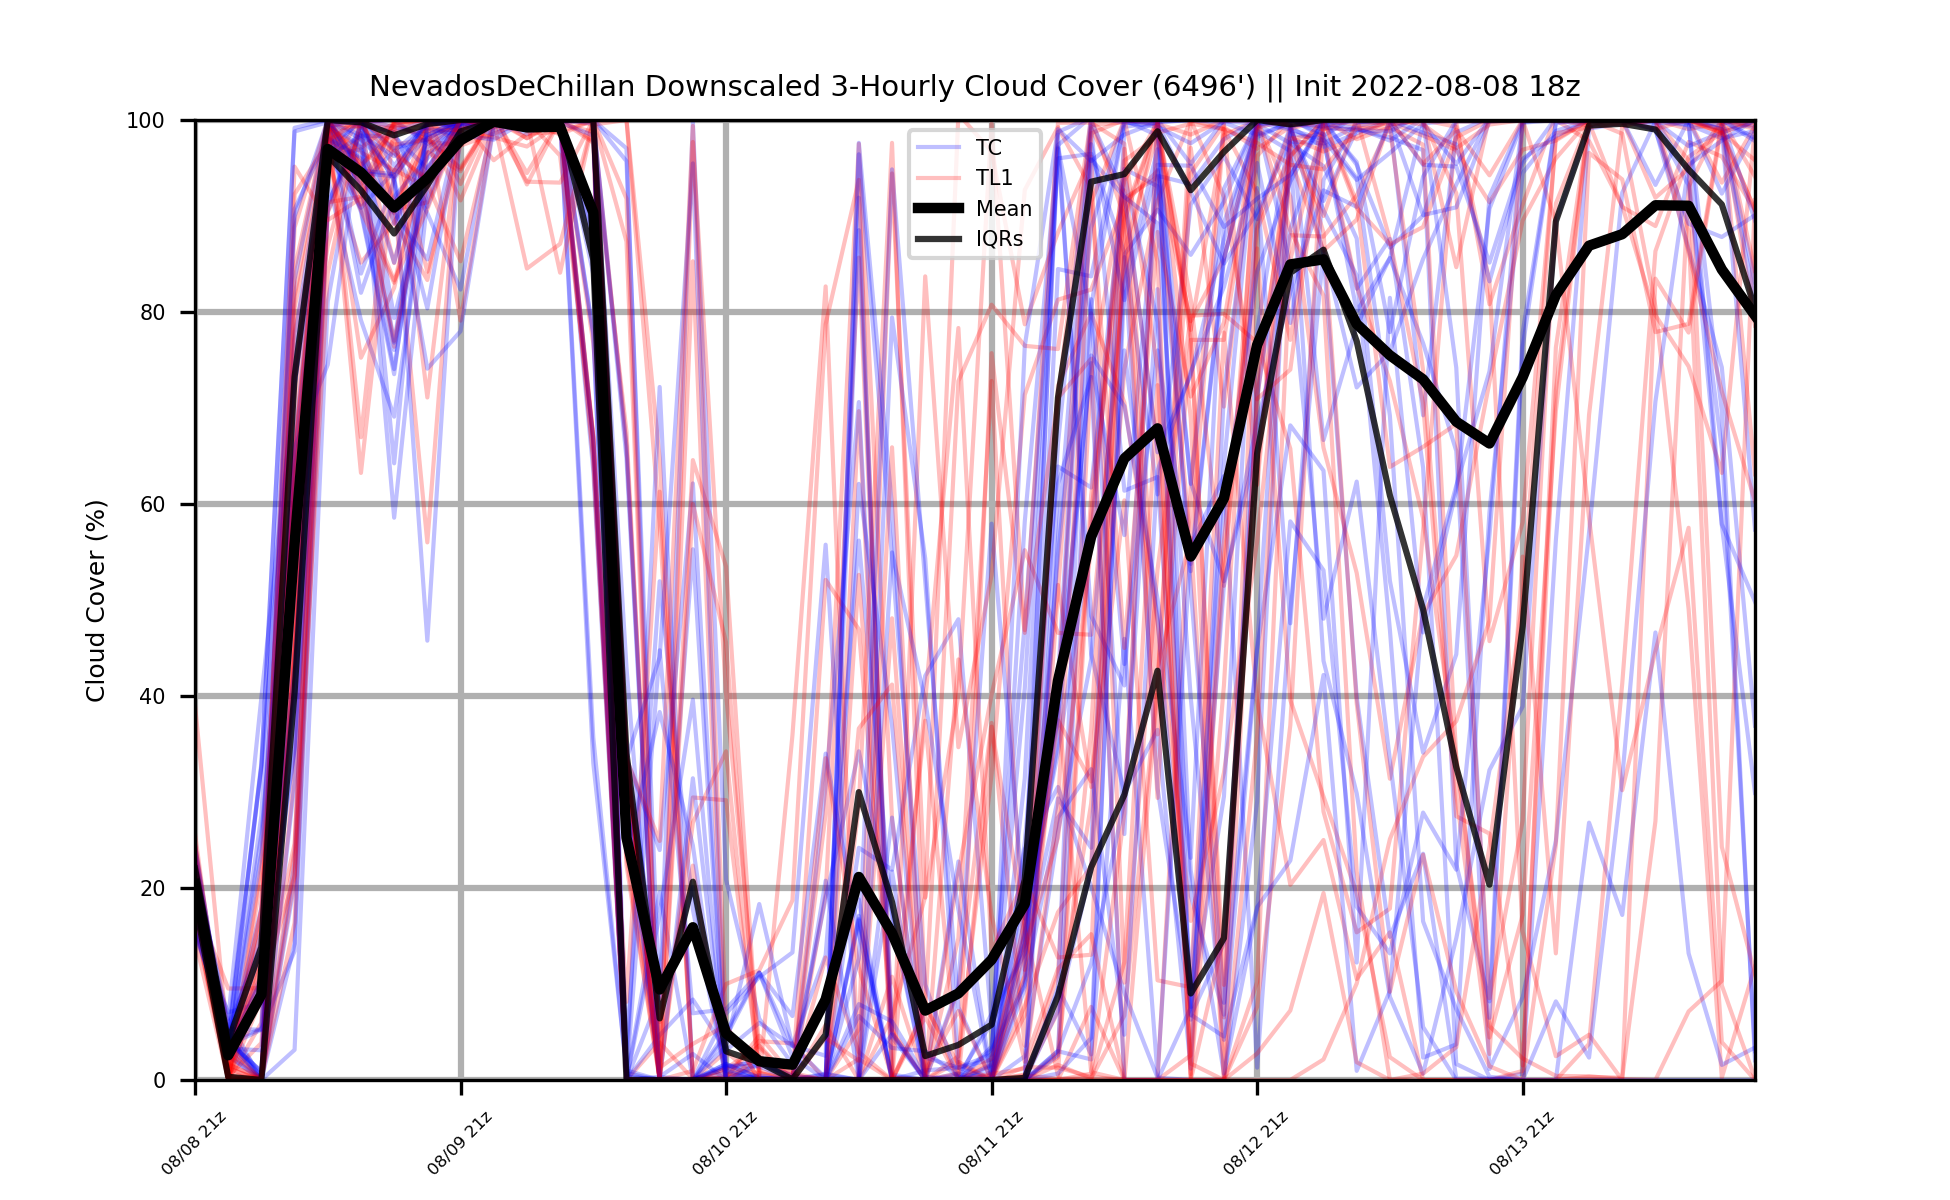 NevadosDeChillan Downscaled 3-Hourly Cloud Cover (6496') || Init 2022-08-08 18z
Cloud Cover (%)
100
80
60
40
20
0
TC
TL1
Mean
IQRs
08/08 21z
08/09 21z
08/10 21z
08/11 21z
08/12 21z
08/13 21z